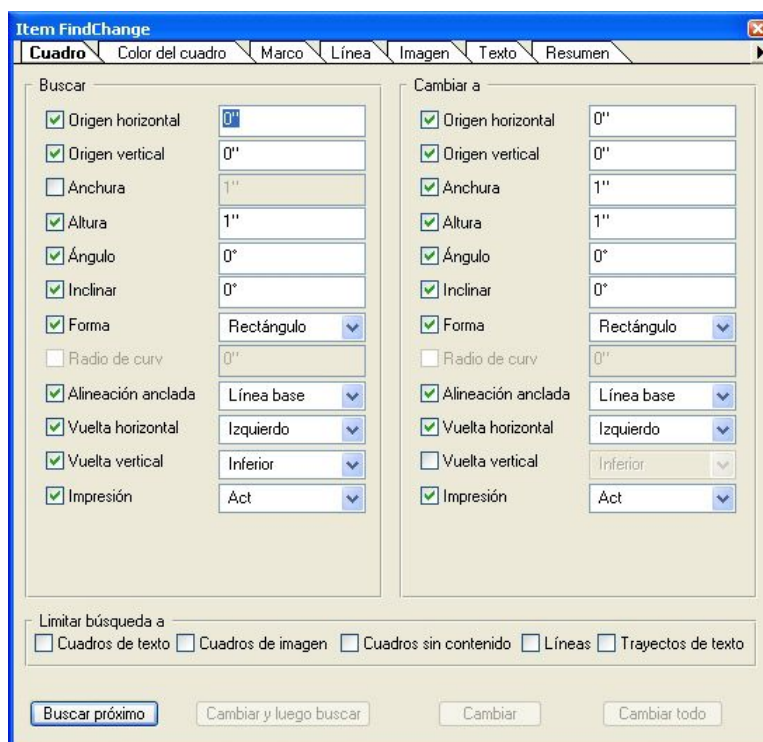 Item FindChange
Cuadro Color del cuadro Marco Línea Imagen Texto Resumen
Buscar
Origen horizontal 0"
Origen vertical 0"
Anchura 1"
Altura 1"
Ángulo 0°
Inclinar 0°
Forma Rectángulo
Radio de curv 0"
Alineación anclada Línea base
Vuelta horizontal Izquierdo
Vuelta vertical Inferior
Impresión Act
Cambiar a
Origen horizontal 0"
Origen vertical 0"
Anchura 1"
Altura 1"
Ángulo 0°
Inclinar 0°
Forma Rectángulo
Radio de curv 0"
Alineación anclada Línea base
Vuelta horizontal Izquierdo
Vuelta vertical Inferior
Impresión Act
Limitar búsqueda a
Cuadros de texto Cuadros de imagen Cuadros sin contenido Líneas Trayectos de texto
Buscar próximo Cambiar y luego buscar Cambiar Cambiar todo